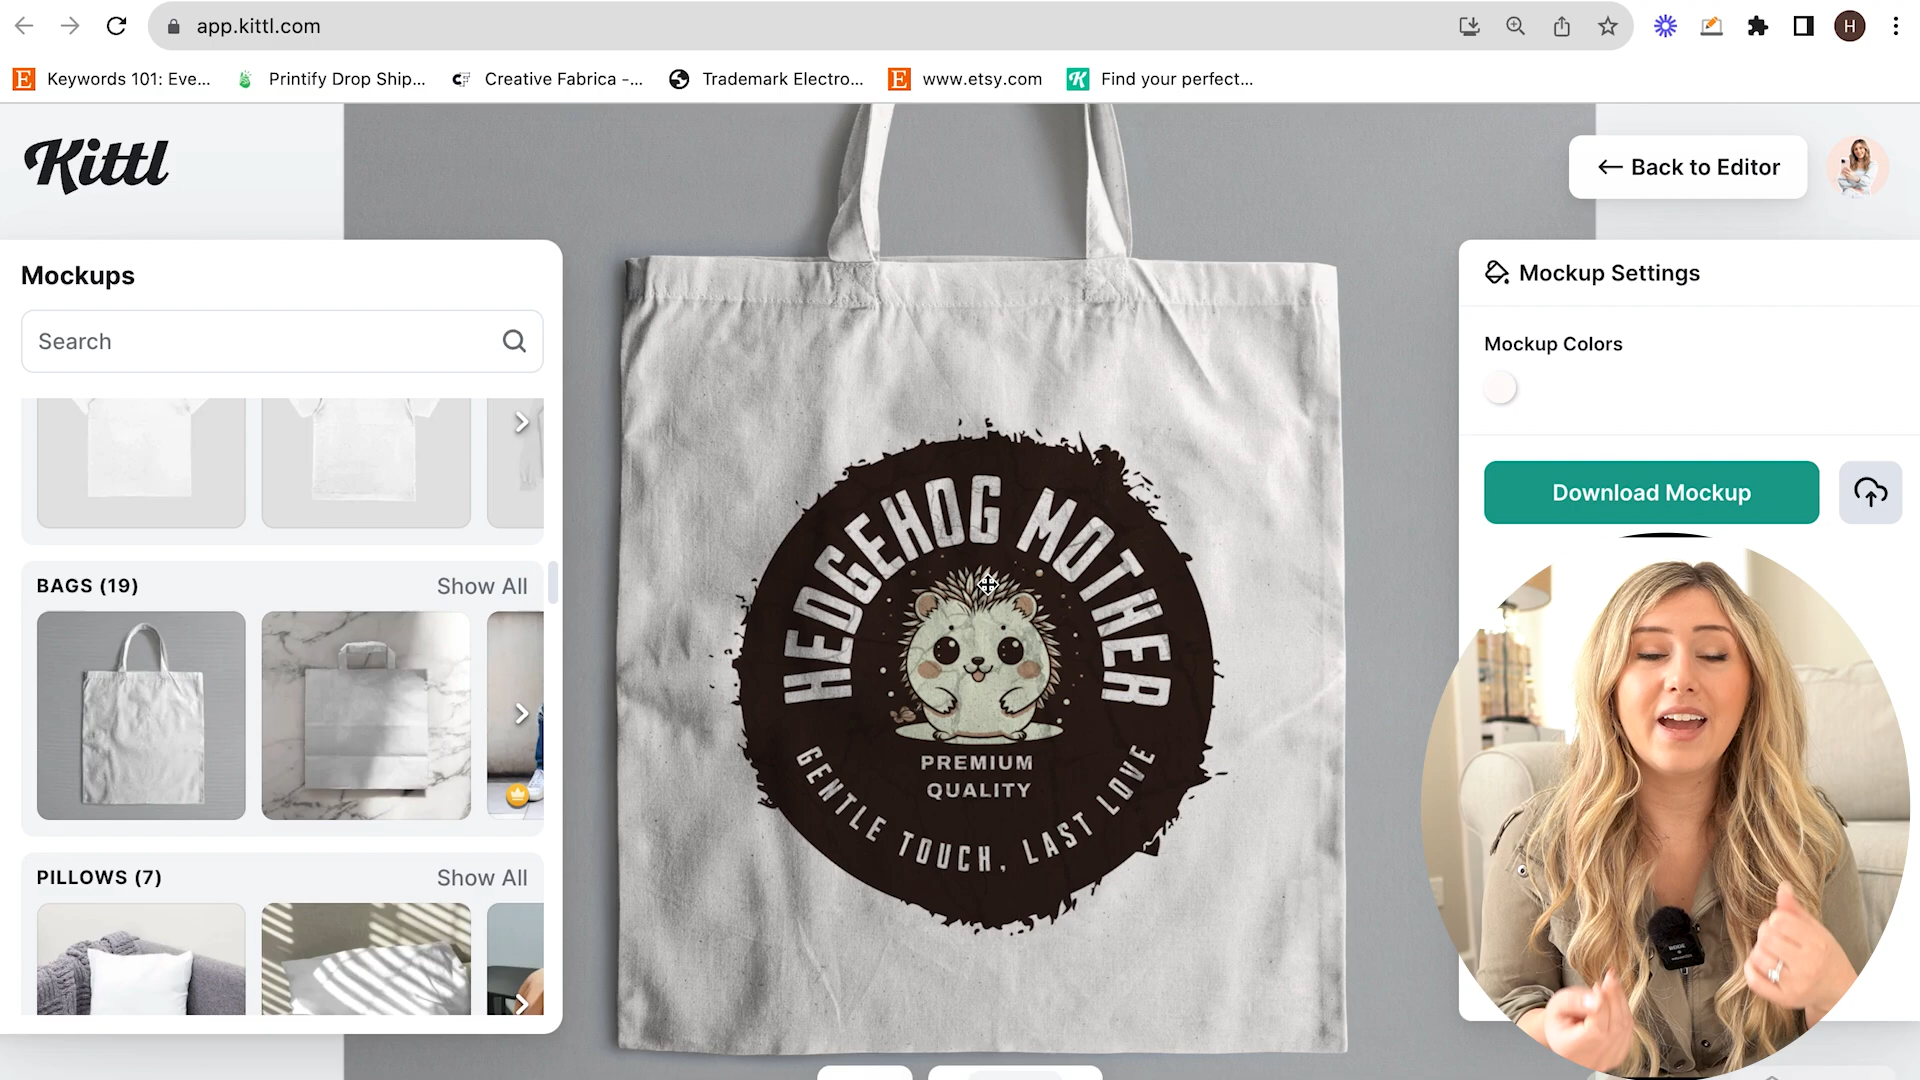 app.kittl.com
H
Keywords 101: Eve...
Printify Drop Ship...
Creative Fabrica -...
Trademark Electro...
www.etsy.com
Find your perfect...
Kittl
← Back to Editor
Mockups
Search
BAGS (19)
Show All
PILLOWS (7)
Show All
HEDGEHOG MOTHER
PREMIUM
QUALITY
GENTLE TOUCH, LAST LOVE
Mockup Settings
Mockup Colors
Download Mockup